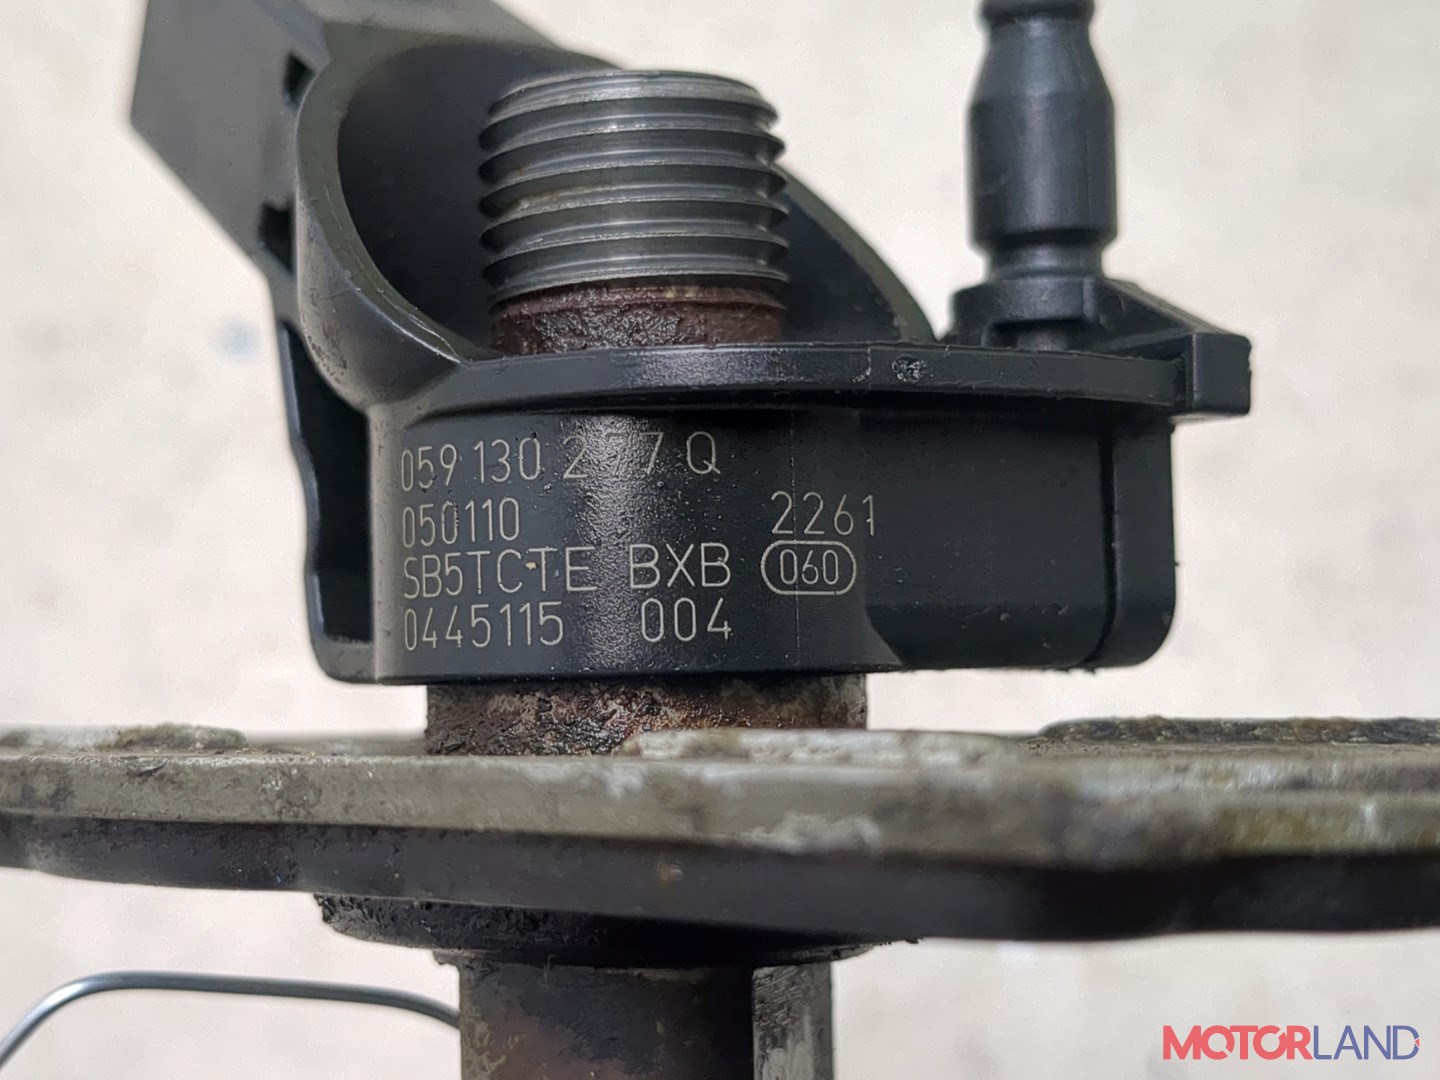 059 130 277 Q
050110 2261
SB5TCTE BXB 060
0445115 004
MOTORLAND